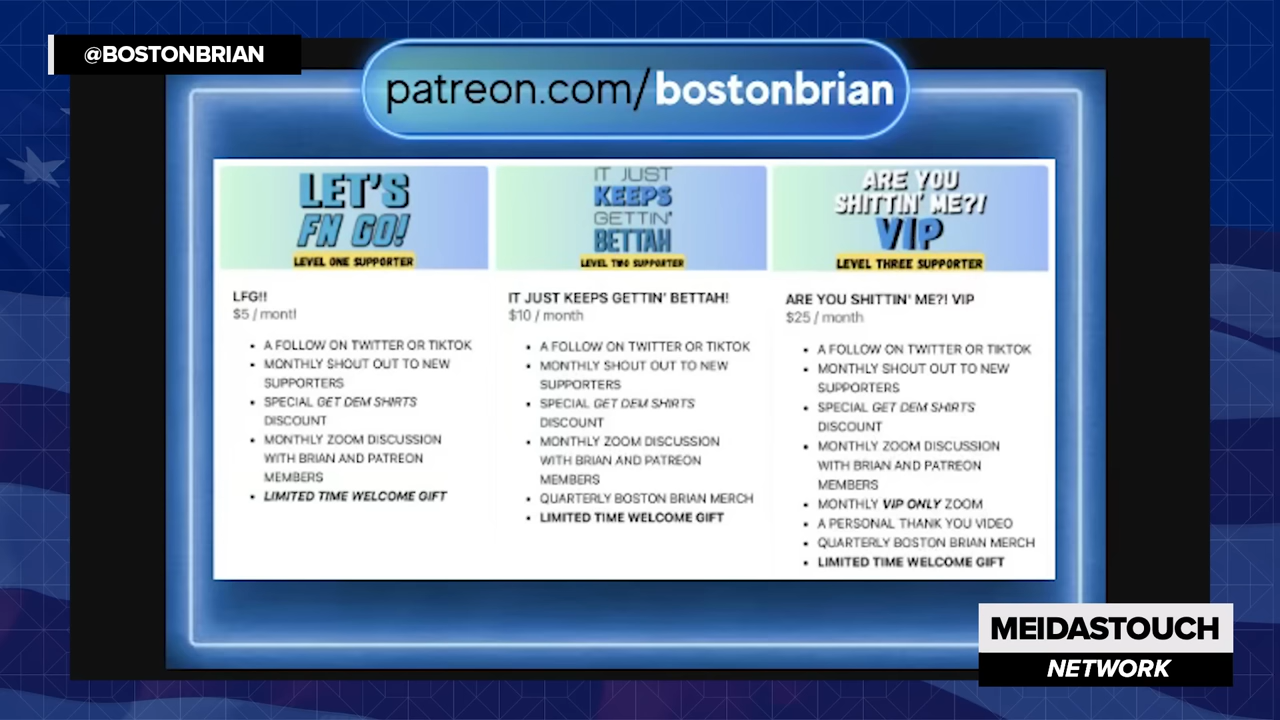 @BOSTONBRIAN
patreon.com/bostonbrian
LET'S
FN GO!
LEVEL ONE SUPPORTER
LFG!!
$5 / montl
• A FOLLOW ON TWITTER OR TIKTOK
• MONTHLY SHOUT OUT TO NEW
SUPPORTERS
• SPECIAL GET DEM SHIRTS
DISCOUNT
• MONTHLY ZOOM DISCUSSION
WITH BRIAN AND PATREON
MEMBERS
• LIMITED TIME WELCOME GIFT
IT JUST
KEEPS
GETTIN'
BETTAH
LEVEL TWO SUPPORTER
IT JUST KEEPS GETTIN' BETTAH!
$10 / month
• A FOLLOW ON TWITTER OR TIKTOK
• MONTHLY SHOUT OUT TO NEW
SUPPORTERS
• SPECIAL GET DEM SHIRTS
DISCOUNT
• MONTHLY ZOOM DISCUSSION
WITH BRIAN AND PATREON
MEMBERS
• QUARTERLY BOSTON BRIAN MERCH
• LIMITED TIME WELCOME GIFT
ARE YOU
SHITTIN' ME?!
VIP
LEVEL THREE SUPPORTER
ARE YOU SHITTIN' ME?! VIP
$25 / month
• A FOLLOW ON TWITTER OR TIKTOK
• MONTHLY SHOUT OUT TO NEW
SUPPORTERS
• SPECIAL GET DEM SHIRTS
DISCOUNT
• MONTHLY ZOOM DISCUSSION
WITH BRIAN AND PATREON
MEMBERS
• MONTHLY VIP ONLY ZOOM
• A PERSONAL THANK YOU VIDEO
• QUARTERLY BOSTON BRIAN MERCH
• LIMITED TIME WELCOME GIFT
MEIDASTOUCH
NETWORK